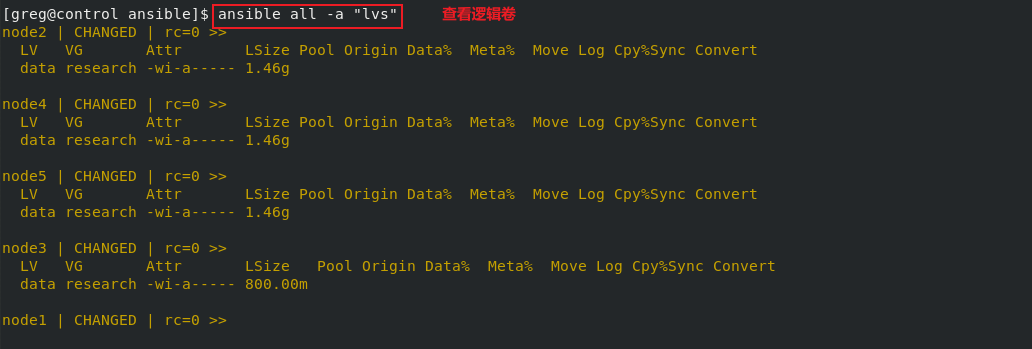 [greg@control ansible]$ ansible all -a "lvs" 查看逻辑卷
node2 | CHANGED | rc=0 >>
  LV   VG       Attr       LSize Pool Origin Data%  Meta%  Move Log Cpy%Sync Convert
  data research -wi-a----- 1.46g
node4 | CHANGED | rc=0 >>
  LV   VG       Attr       LSize Pool Origin Data%  Meta%  Move Log Cpy%Sync Convert
  data research -wi-a----- 1.46g
node5 | CHANGED | rc=0 >>
  LV   VG       Attr       LSize Pool Origin Data%  Meta%  Move Log Cpy%Sync Convert
  data research -wi-a----- 1.46g
node3 | CHANGED | rc=0 >>
  LV   VG       Attr       LSize   Pool Origin Data%  Meta%  Move Log Cpy%Sync Convert
  data research -wi-a----- 800.00m
node1 | CHANGED | rc=0 >>